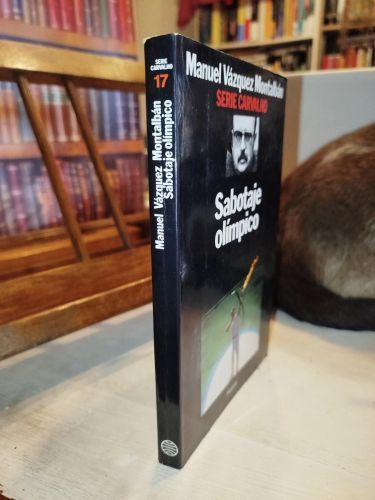 SERIE
CARVALHO
17
Manuel Vázquez Montalbán
Sabotaje olímpico
Manuel Vázquez Montalbán
SERIE CARVALHO
Sabotaje
olímpico